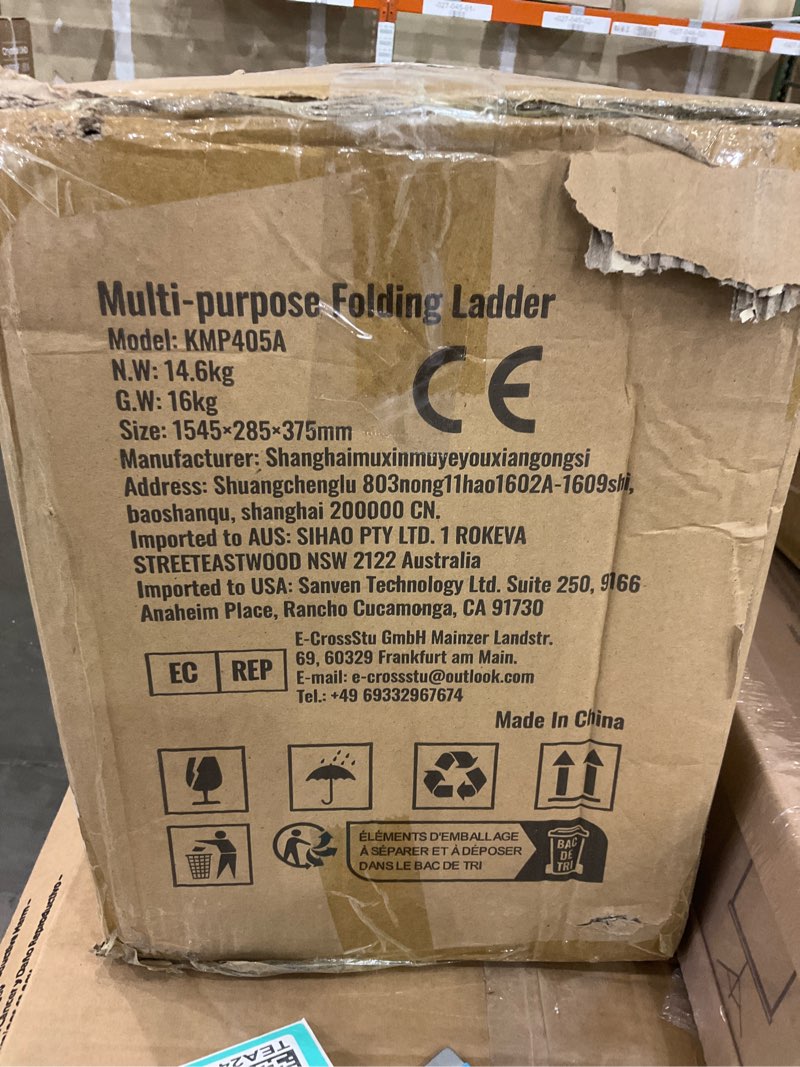 Multi-purpose Folding Ladder
Model: KMP405A
N.W: 14.6kg
G.W: 16kg
Size: 1545×285×375mm
CE
Manufacturer: Shanghaimuxinmuyeyouxiangongsi
Address: Shuangchenglu 803nong11hao1602A-1609shi,
baoshanqu, shanghai 200000 CN.
Imported to AUS: SIHAO PTY LTD. 1 ROKEVA
STREETEASTWOOD NSW 2122 Australia
Imported to USA: Sanven Technology Ltd. Suite 250, 9166
Anaheim Place, Rancho Cucamonga, CA 91730
EC REP
E-CrossStu GmbH Mainzer Landstr.
69, 60329 Frankfurt am Main.
E-mail: e-crossstu@outlook.com
Tel.: +49 69332967674
Made In China
ÉLÉMENTS D'EMBALLAGE
À SÉPARER ET À DÉPOSER
DANS LE BAC DE TRI
BAC
DE
TRI